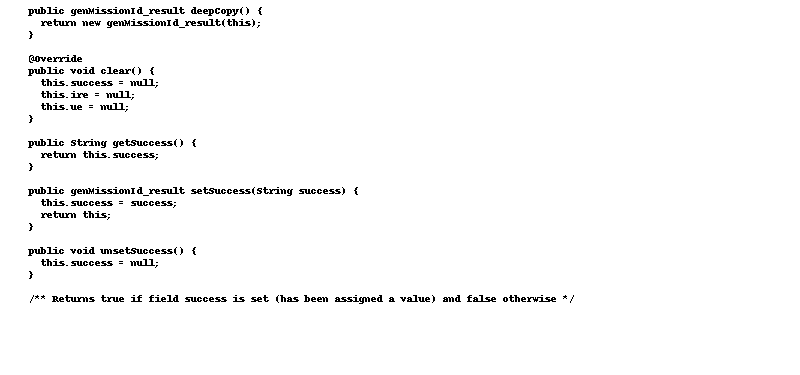 public genMissionId_result deepCopy() {
  return new genMissionId_result(this);
}

@Override
public void clear() {
  this.success = null;
  this.ire = null;
  this.ue = null;
}

public String getSuccess() {
  return this.success;
}

public genMissionId_result setSuccess(String success) {
  this.success = success;
  return this;
}

public void unsetSuccess() {
  this.success = null;
}

/** Returns true if field success is set (has been assigned a value) and false otherwise */